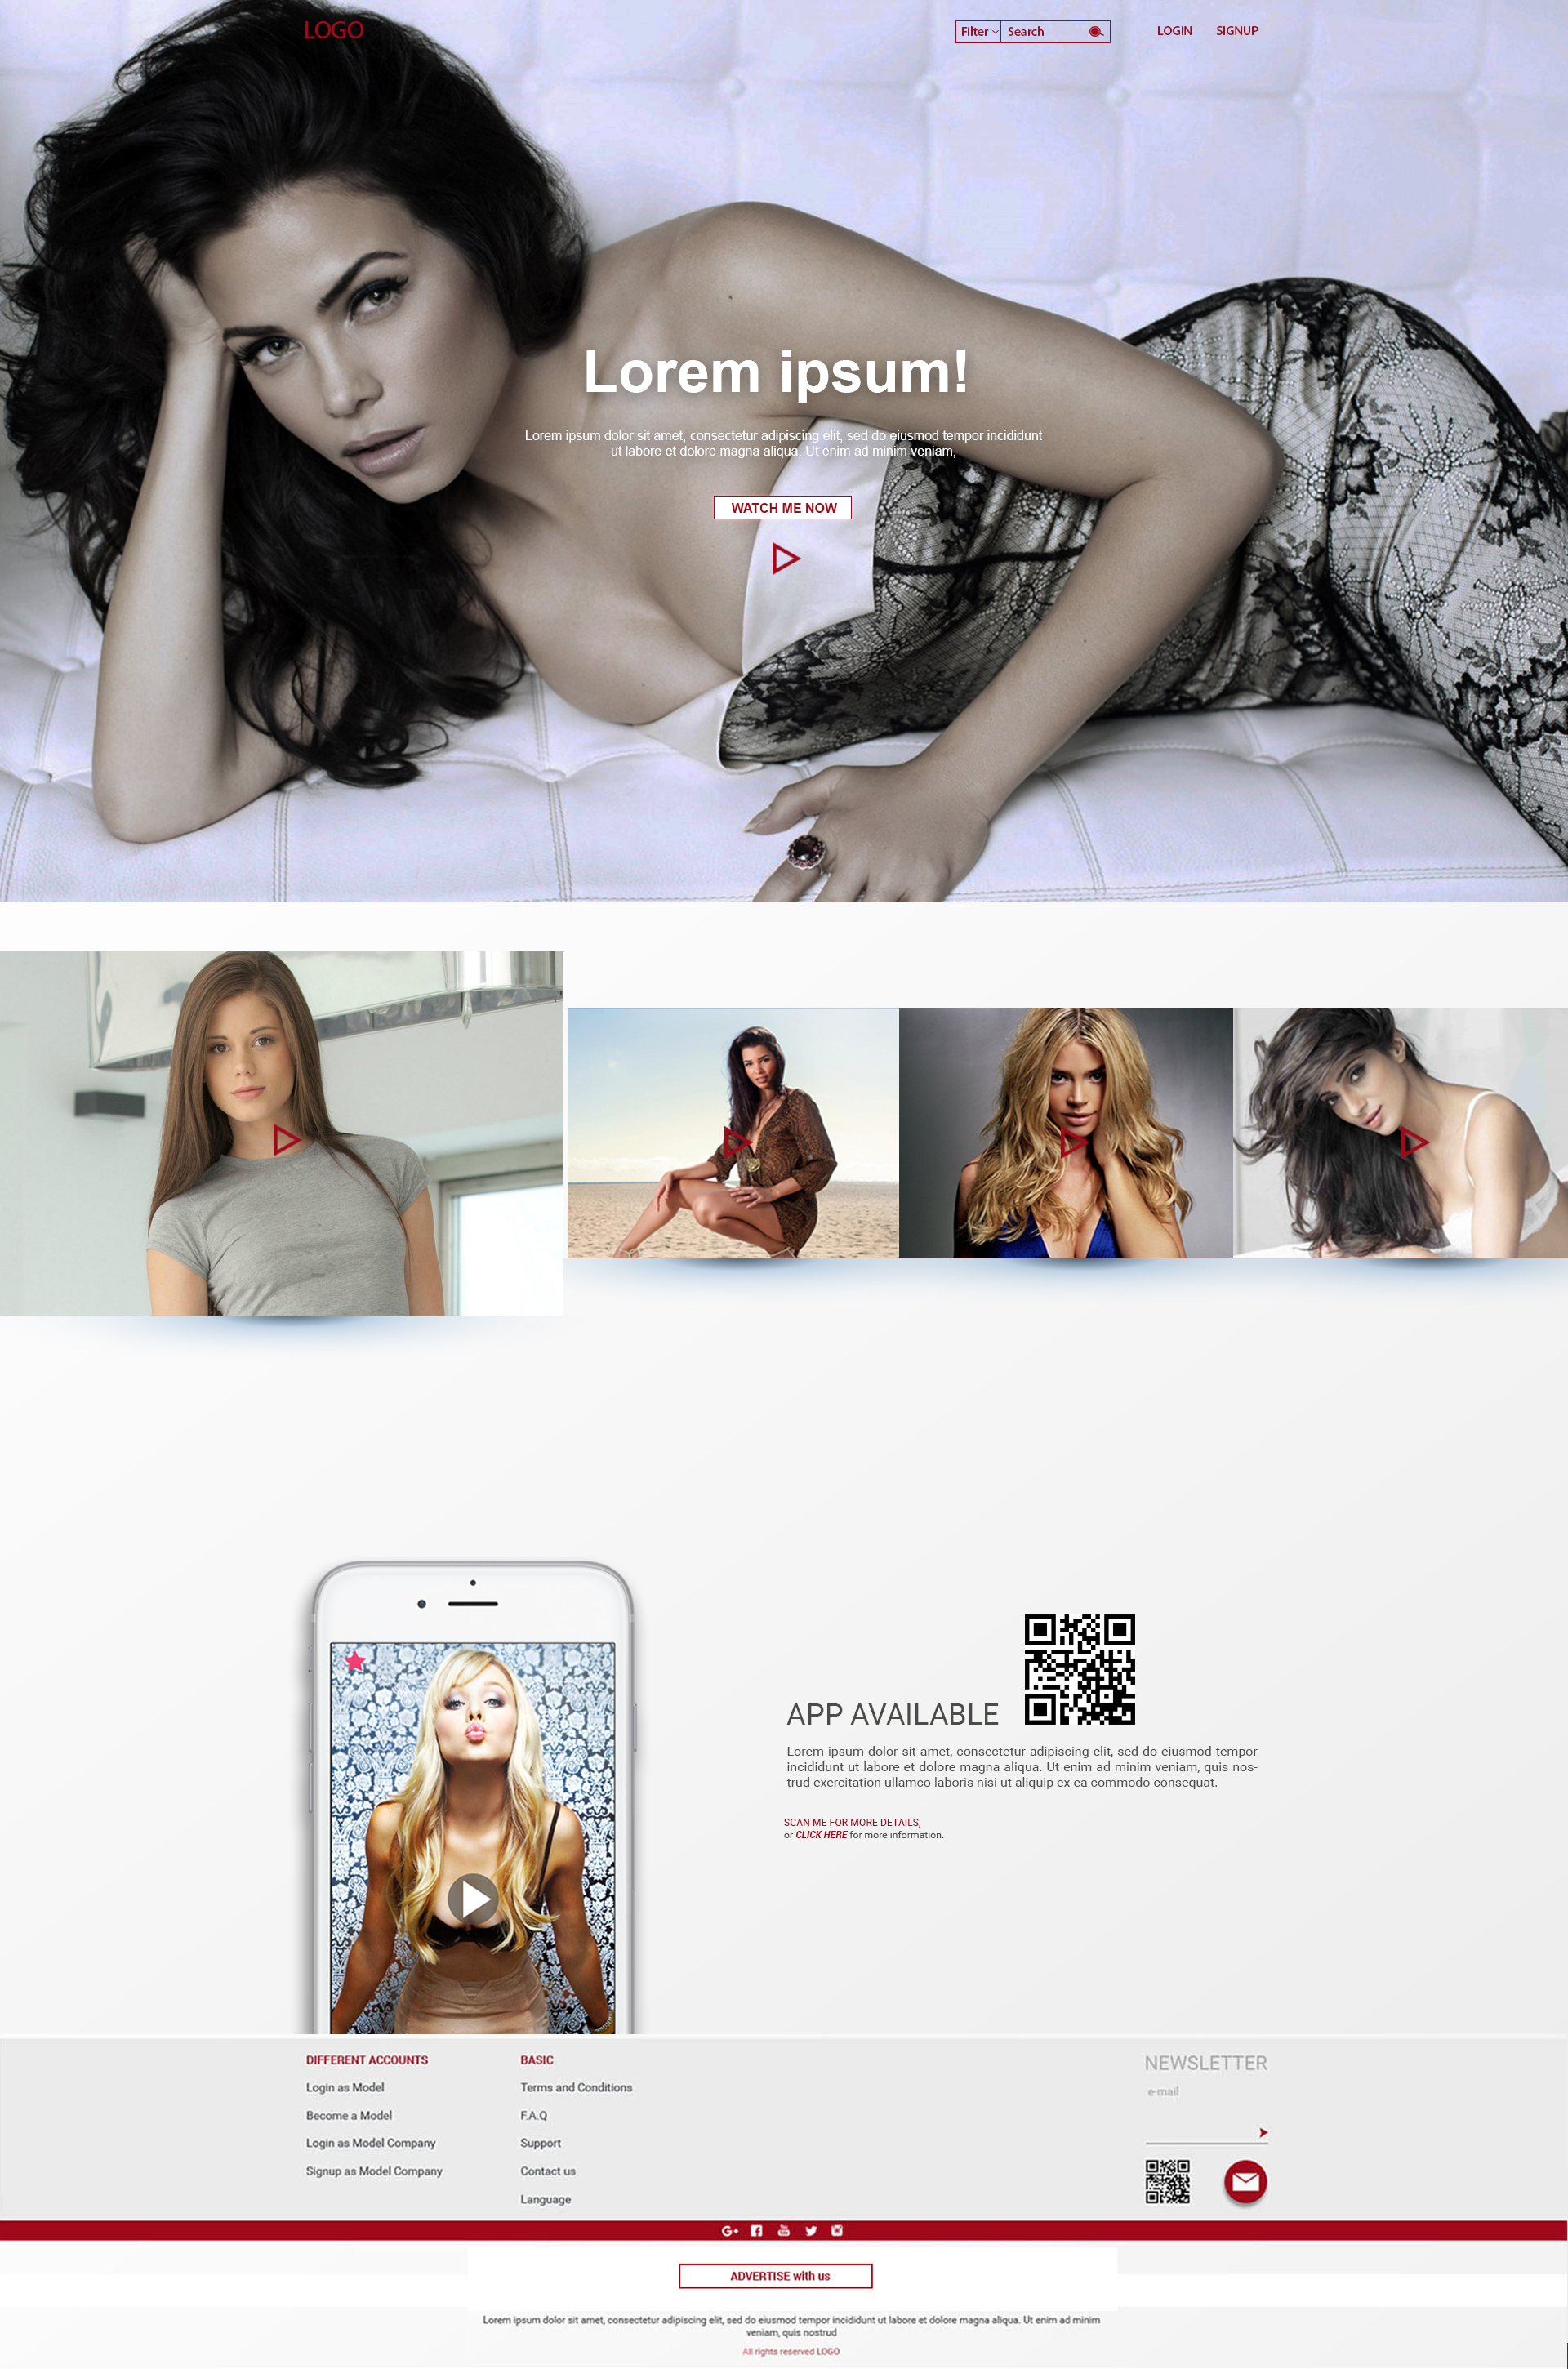 LOGO
Filter Search
LOGIN SIGNUP
Lorem ipsum!
Lorem ipsum dolor sit amet, consectetur adipiscing elit, sed do eiusmod tempor incididunt
ut labore et dolore magna aliqua. Ut enim ad minim veniam,
WATCH ME NOW
APP AVAILABLE
Lorem ipsum dolor sit amet, consectetur adipiscing elit, sed do eiusmod tempor
incididunt ut labore et dolore magna aliqua. Ut enim ad minim veniam, quis nos-
trud exercitation ullamco laboris nisi ut aliquip ex ea commodo consequat.
SCAN ME FOR MORE DETAILS,
or CLICK HERE for more information.
DIFFERENT ACCOUNTS
Login as Model
Become a Model
Login as Model Company
Signup as Model Company
BASIC
Terms and Conditions
F.A.Q
Support
Contact us
Language
NEWSLETTER
e-mail
ADVERTISE with us
Lorem ipsum dolor sit amet, consectetur adipiscing elit, sed do eiusmod tempor incididunt ut labore et dolore magna aliqua. Ut enim ad minim
veniam, quis nostrud
All rights reserved LOGO